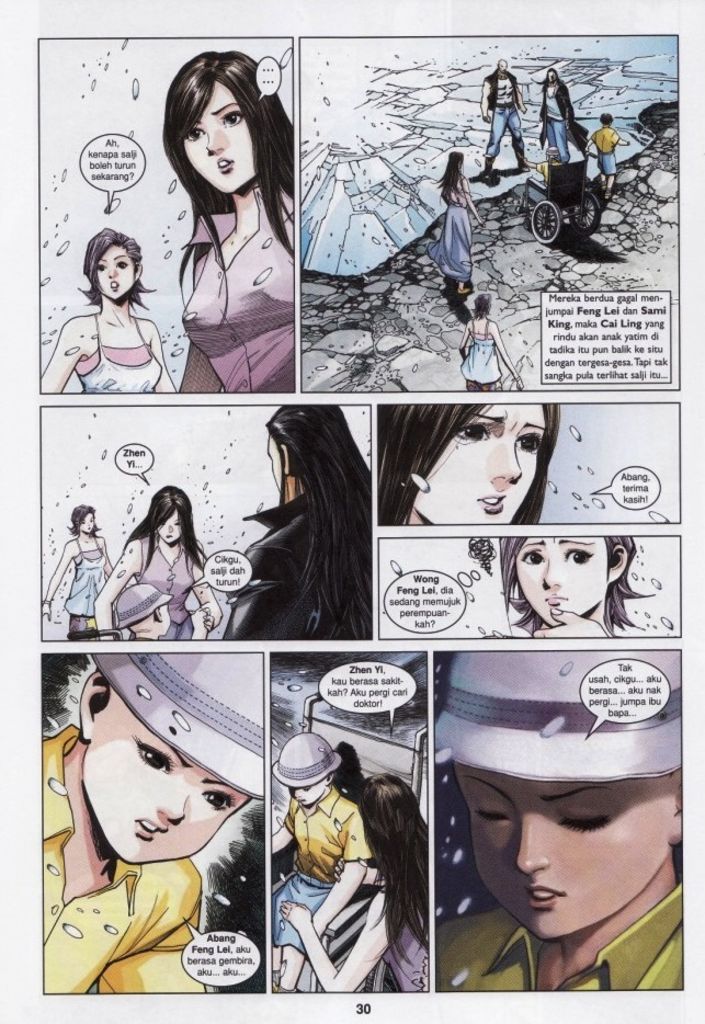 Ah,
kenapa salji
boleh turun
sekarang?
...
Mereka berdua gagal men-
jumpai Feng Lei dan Sami
King, maka Cai Ling yang
rindu akan anak yatim di
tadika itu pun balik ke situ
dengan tergesa-gesa. Tapi tak
sangka pula terlihat salji itu...
Zhen
Yi...
Cikgu,
salji dah
turun!
Abang,
terima
kasih!
Wong
Feng Lei, dia
sedang memujuk
perempuan-
kah?
Abang
Feng Lei, aku
berasa gembira,
aku... aku...
Zhen Yi,
kau berasa sakit-
kah? Aku pergi cari
doktor!
Tak
usah, cikgu... aku
berasa... aku nak
pergi... jumpa ibu
bapa...
30